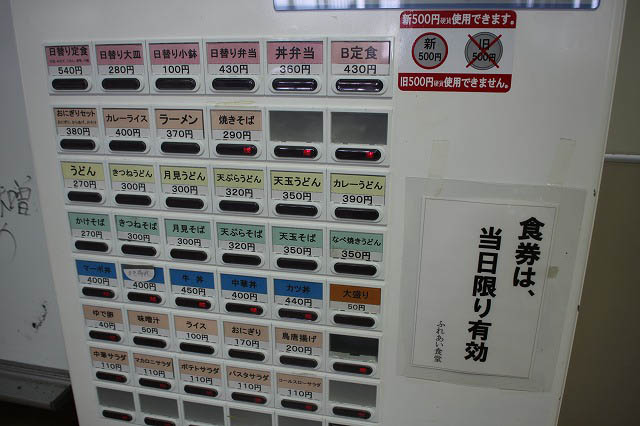 新500円硬貨使用できます。
新
500円
旧
500円
旧500円硬貨使用できません。
日替り定食
540円
日替り大皿
280円
日替り小鉢
100円
日替り弁当
430円
丼弁当
360円
B定食
430円
おにぎりセット
380円
カレーライス
400円
ラーメン
370円
焼きそば
290円
うどん
270円
きつねうどん
300円
月見うどん
300円
天ぷらうどん
320円
天玉うどん
350円
カレーうどん
390円
かけそば
270円
きつねそば
300円
月見そば
300円
天ぷらそば
320円
天玉そば
350円
なべ焼きうどん
350円
マーボ丼
400円
400円
牛 丼
450円
中華丼
400円
カツ丼
440円
大盛り
50円
ゆで卵
40円
味噌汁
50円
ライス
100円
おにぎり
170円
鳥唐揚げ
200円
中華サラダ
110円
マカロニサラダ
110円
ポテトサラダ
110円
パスタサラダ
110円
コールスローサラダ
110円
食券は、
当日限り有効
ふれあい食堂